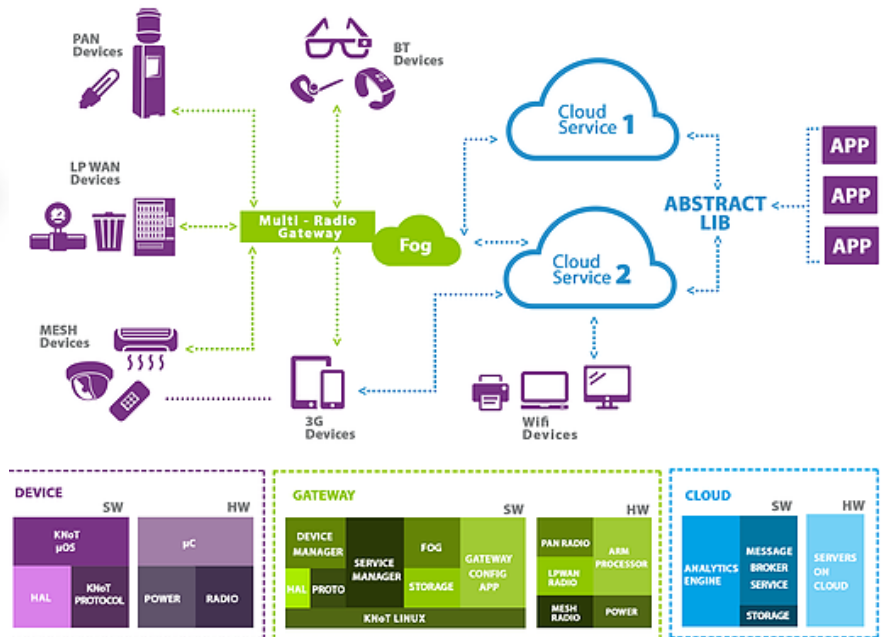 PAN
Devices
BT
Devices
Cloud
Service 1
APP
LP WAN
Devices
APP
ABSTRACT
LIB
Multi - Radio
Gateway
Fog
APP
Cloud
Service 2
MESH
Devices
3G
Devices
Wifi
Devices
DEVICE
SW
HW
KNoT
µOS
µC
HAL
KNoT
PROTOCOL
POWER
RADIO
GATEWAY
SW
HW
DEVICE
MANAGER
SERVICE
MANAGER
FOG
GATEWAY
CONFIG
APP
HAL
PROTO
STORAGE
KNoT LINUX
PAN RADIO
ARM
PROCESSOR
LPWAN
RADIO
MESH
RADIO
POWER
CLOUD
SW
HW
ANALYTICS
ENGINE
MESSAGE
BROKER
SERVICE
STORAGE
SERVERS
ON
CLOUD